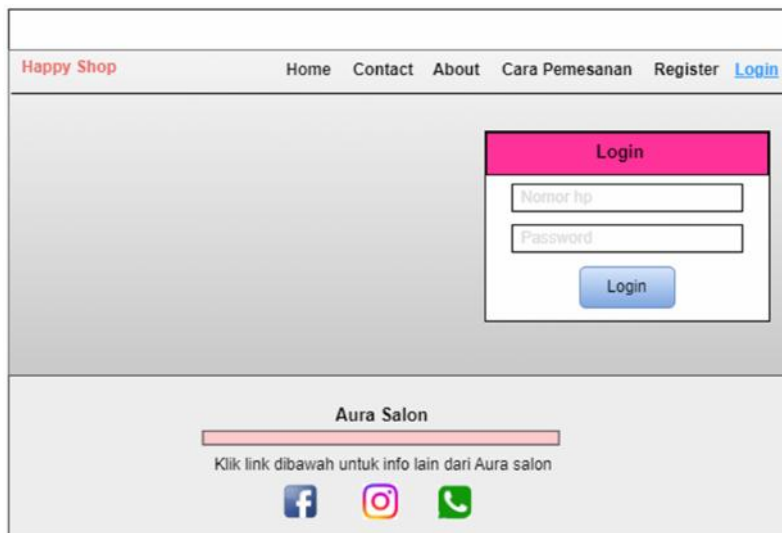 Happy Shop Home Contact About Cara Pemesanan Register Login
Login
Nomor hp
Password
Login
Aura Salon
Klik link dibawah untuk info lain dari Aura salon